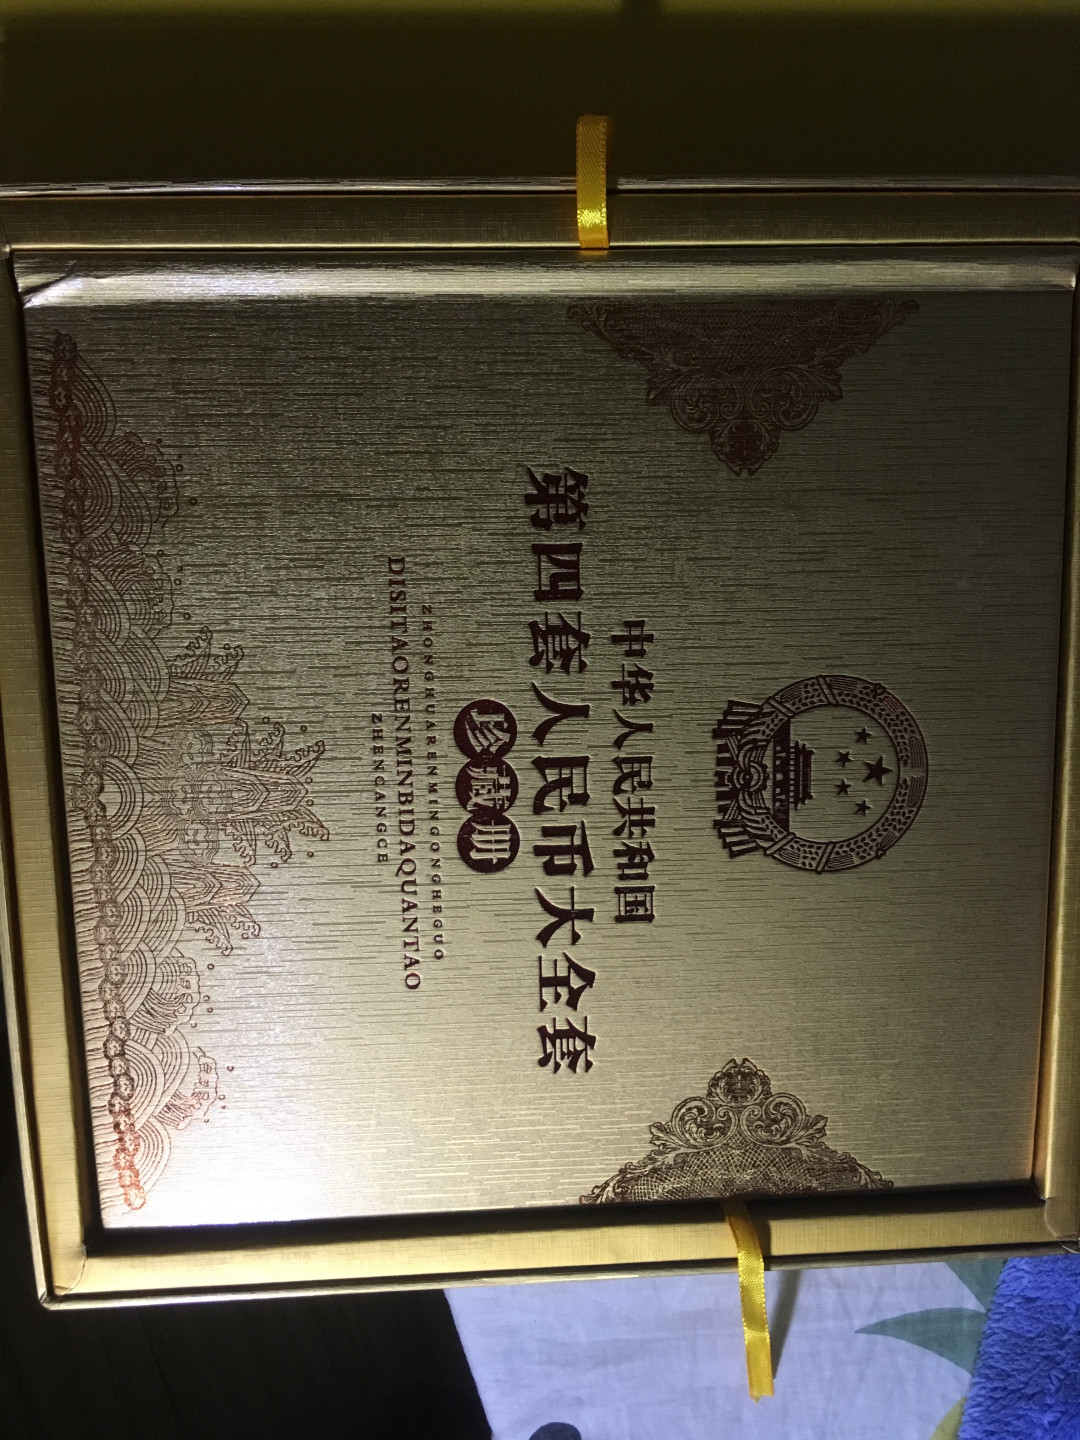 中华人民共和国
第四套人民币大全套
珍藏册
ZHONGHUARENMINGONGHEGUO
DISITAORENMINBIDAQUANTAO
ZHENCANGCE